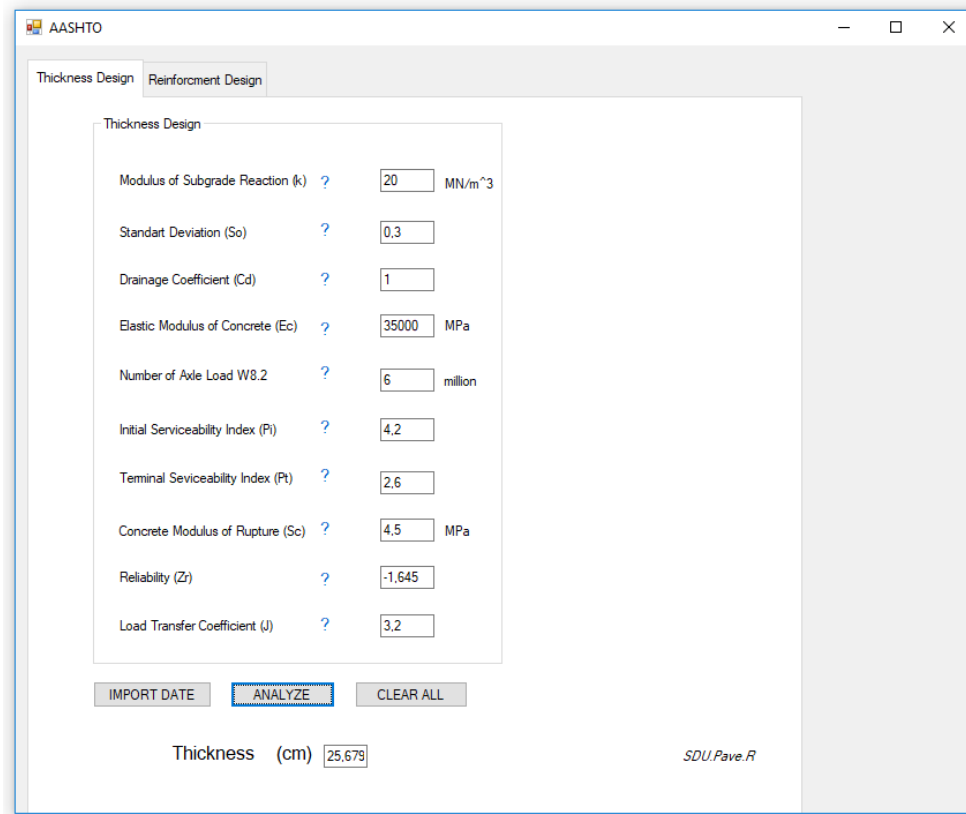 AASHTO
Thickness Design Reinforcment Design
Thickness Design
Modulus of Subgrade Reaction (k) ? 20 MN/m^3
Standart Deviation (So) ? 0,3
Drainage Coefficient (Cd) ? 1
Elastic Modulus of Concrete (Ec) ? 35000 MPa
Number of Axle Load W8.2 ? 6 million
Initial Serviceability Index (Pi) ? 4,2
Terminal Seviceability Index (Pt) ? 2,6
Concrete Modulus of Rupture (Sc) ? 4,5 MPa
Reliability (Zr) ? -1,645
Load Transfer Coefficient (J) ? 3,2
IMPORT DATE ANALYZE CLEAR ALL
Thickness (cm) 25,679 SDU.Pave.R